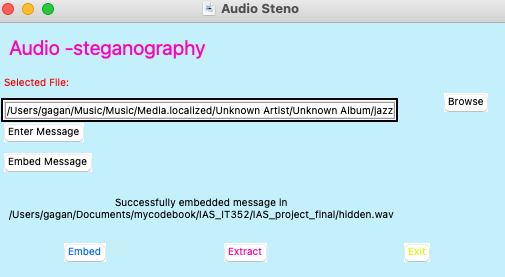 Audio Steno
Audio -steganography
Selected File:
/Users/gagan/Music/Music/Media.localized/Unknown Artist/Unknown Album/jazz
Browse
Enter Message
Embed Message
Successfully embedded message in
/Users/gagan/Documents/mycodebook/IAS_IT352/IAS_project_final/hidden.wav
Embed Extract Exit